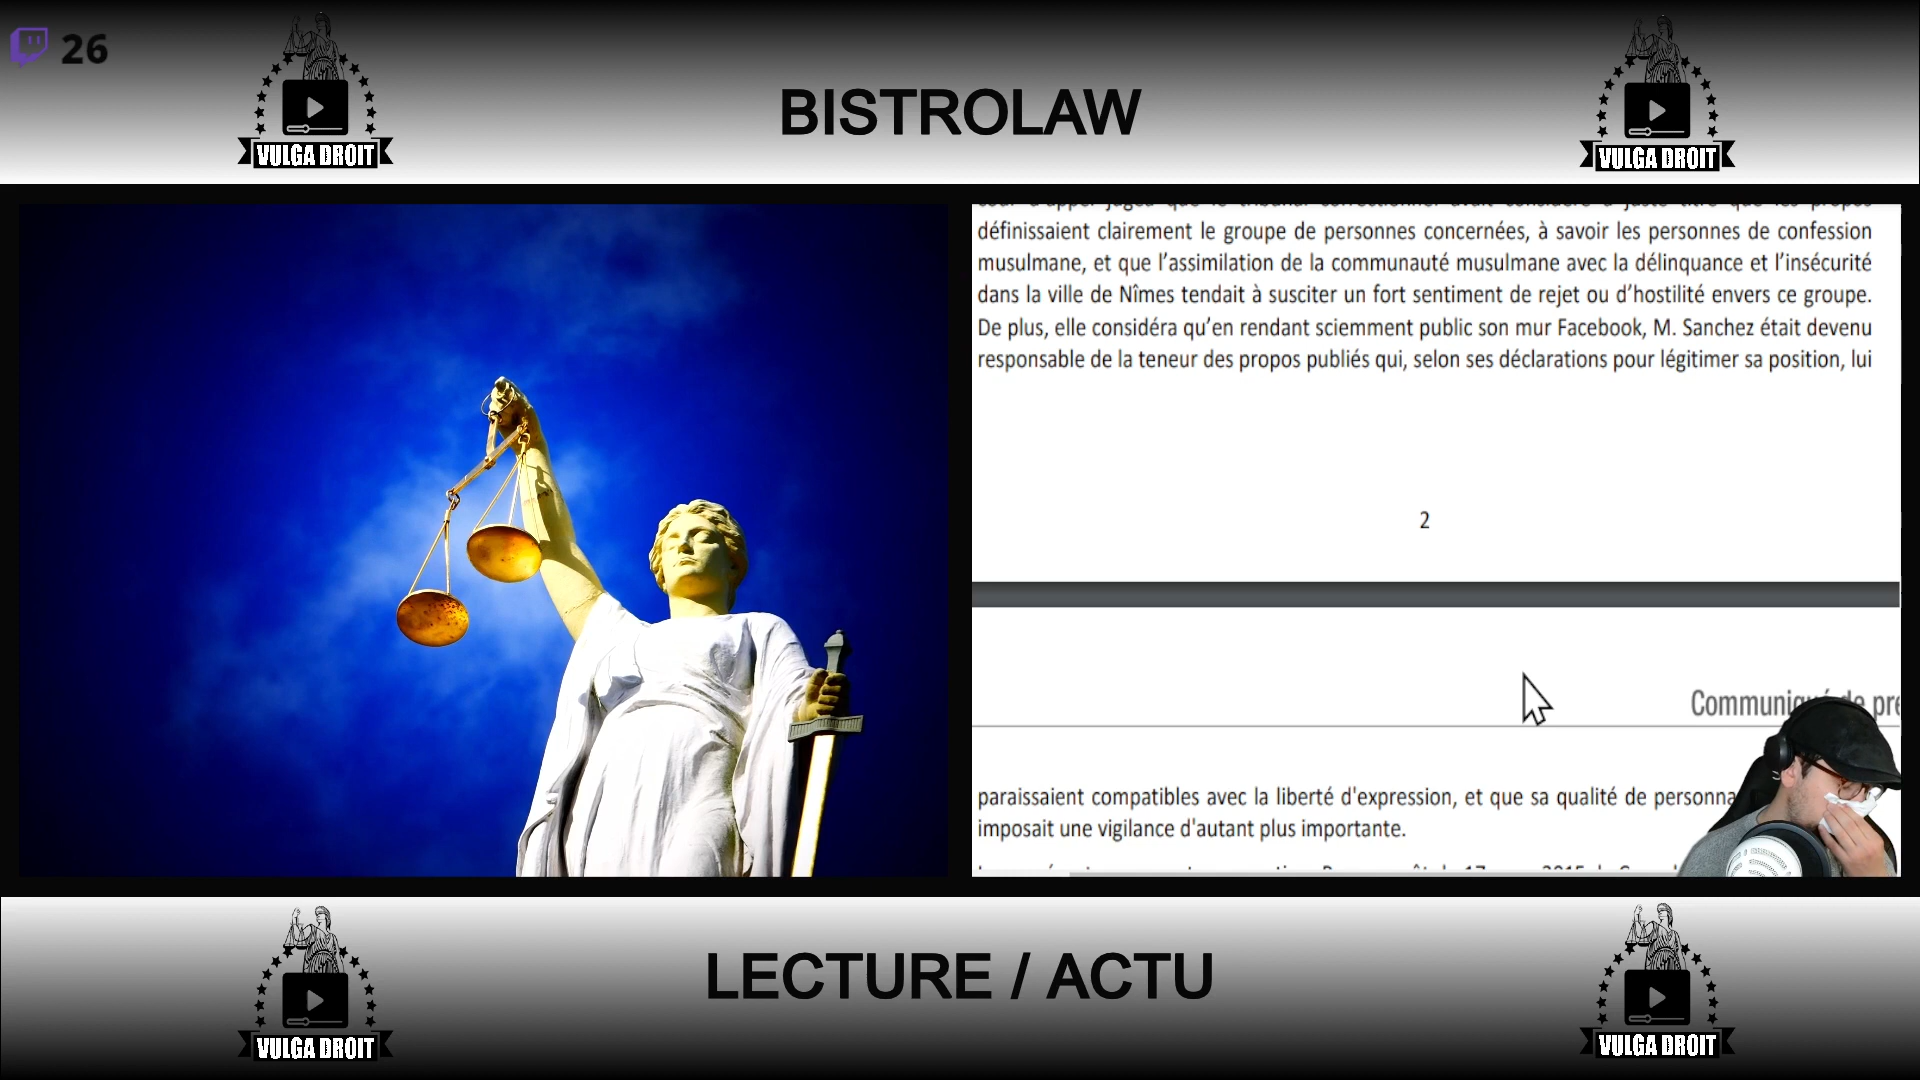 26
BISTROLAW
VULGA DROIT
VULGA DROIT
définissaient clairement le groupe de personnes concernées, à savoir les personnes de confession
musulmane, et que l’assimilation de la communauté musulmane avec la délinquance et l’insécurité
dans la ville de Nîmes tendait à susciter un fort sentiment de rejet ou d’hostilité envers ce groupe.
De plus, elle considéra qu’en rendant sciemment public son mur Facebook, M. Sanchez était devenu
responsable de la teneur des propos publiés qui, selon ses déclarations pour légitimer sa position, lui
2
Communiqué de pre
paraissaient compatibles avec la liberté d'expression, et que sa qualité de personna
imposait une vigilance d'autant plus importante.
LECTURE / ACTU
VULGA DROIT
VULGA DROIT